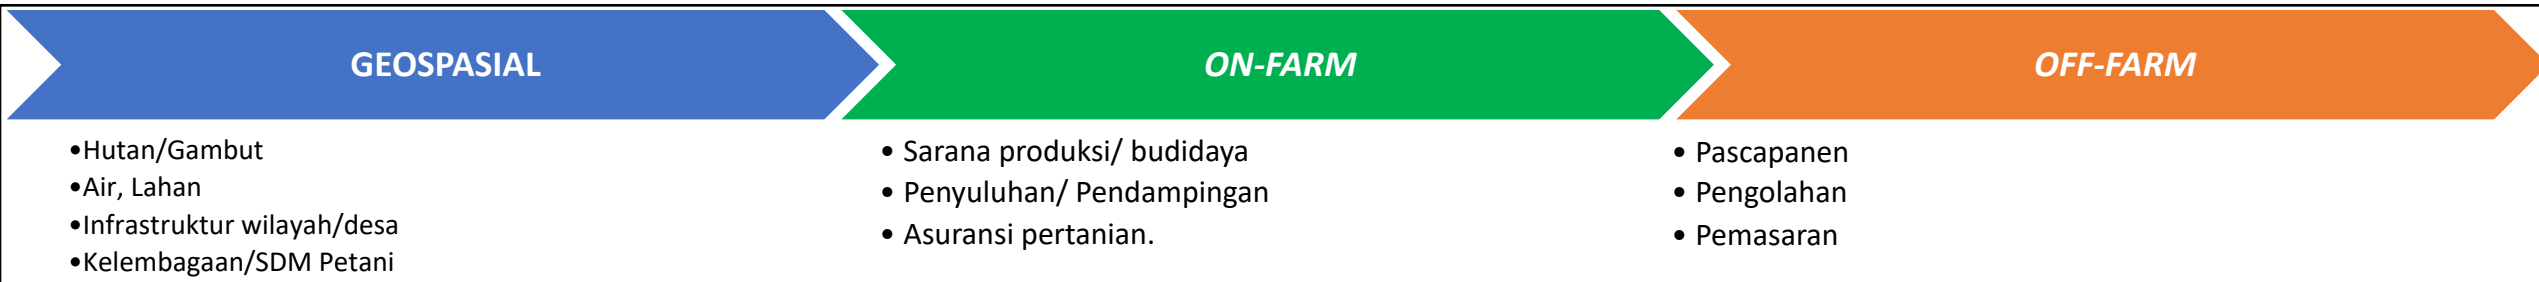 GEOSPASIAL
•Hutan/Gambut
•Air, Lahan
•Infrastruktur wilayah/desa
•Kelembagaan/SDM Petani
ON-FARM
• Sarana produksi/ budidaya
• Penyuluhan/ Pendampingan
• Asuransi pertanian.
OFF-FARM
• Pascapanen
• Pengolahan
• Pemasaran